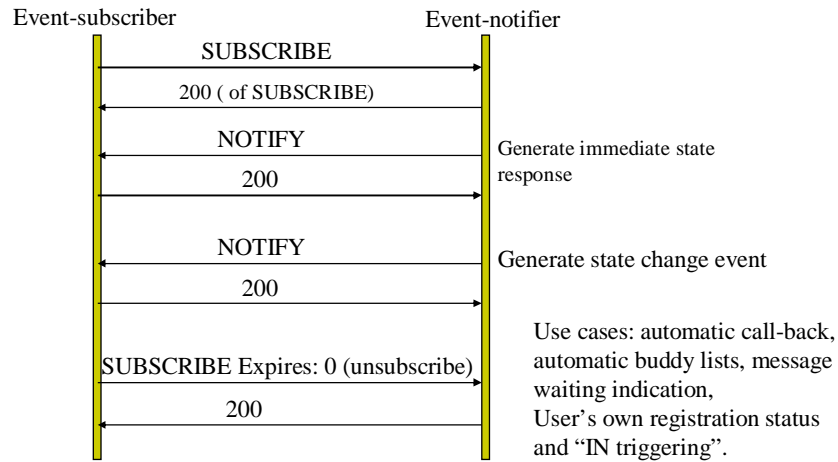 Event-subscriber
Event-notifier
SUBSCRIBE
200 ( of SUBSCRIBE)
NOTIFY
Generate immediate state
response
200
NOTIFY
Generate state change event
200
SUBSCRIBE Expires: 0 (unsubscribe)
200
Use cases: automatic call-back,
automatic buddy lists, message
waiting indication,
User’s own registration status
and “IN triggering”.